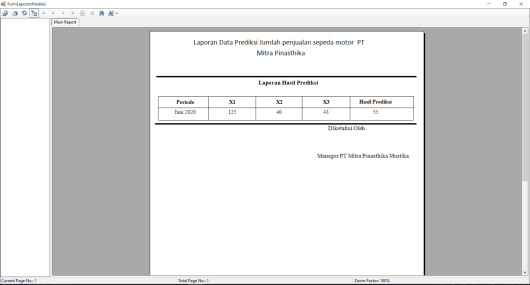 FormLaporanPrediksi
Main Report
Laporan Data Prediksi Jumlah penjualan sepeda motor PT
Mitra Pinasthika
Laporan Hasil Prediksi
Periode X1 X2 X3 Hasil Prediksi
Juni 2020 125 40 43 55
Diketahui Oleh
Manager PT Mitra Pinasthika Mustika
Current Page No.: 1 Total Page No.: 1 Zoom Factor: 100%